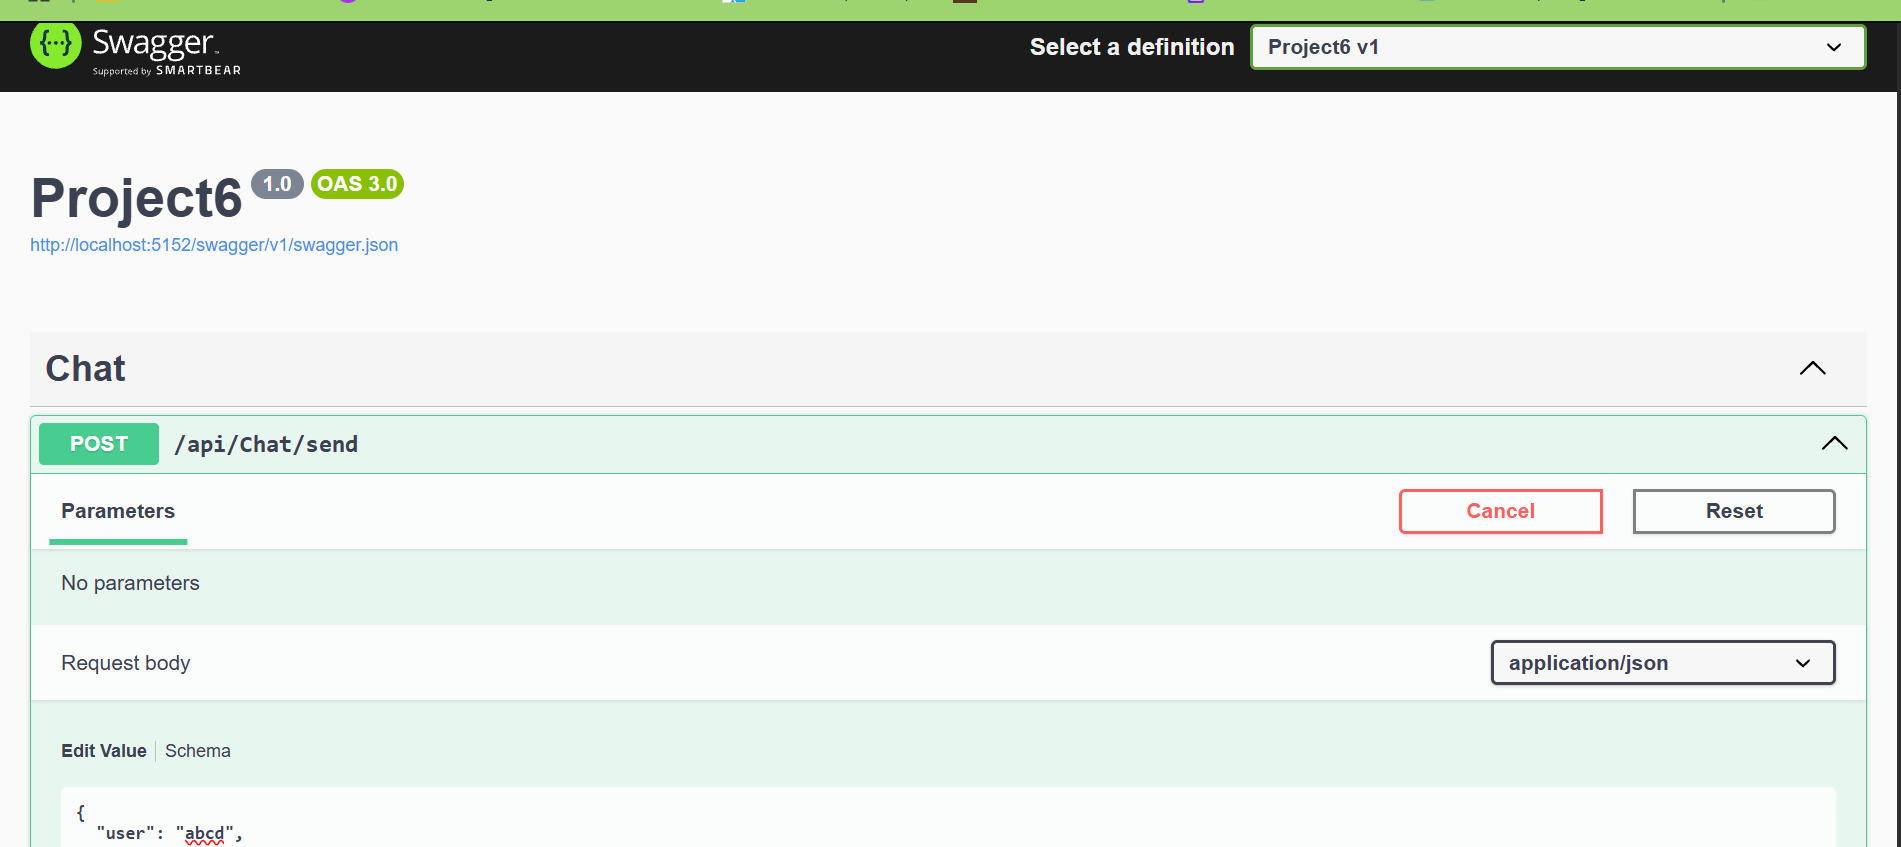 Swagger™
Supported by SMARTBEAR
Select a definition
Project6 v1
Project6 1.0 OAS 3.0
http://localhost:5152/swagger/v1/swagger.json
Chat
POST /api/Chat/send
Parameters
Cancel
Reset
No parameters
Request body
application/json
Edit Value | Schema
{
"user": "abcd",